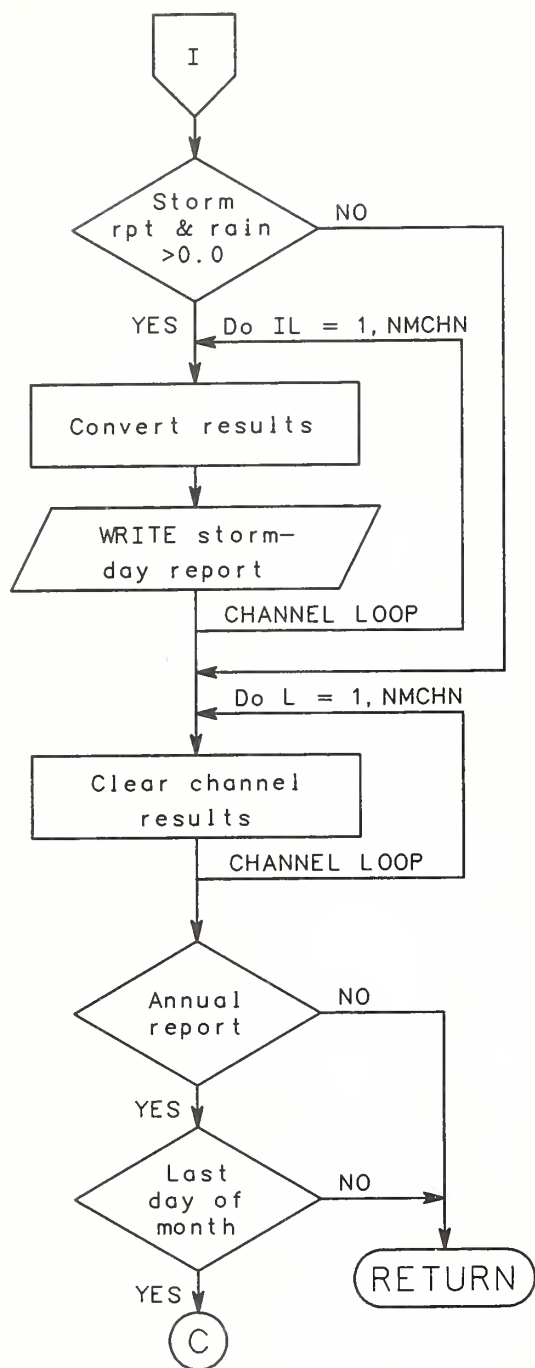 I
Storm
rpt & rain
>0.0
NO
YES
Do IL = 1, NMCHN
Convert results
WRITE storm-
day report
CHANNEL LOOP
Do L = 1, NMCHN
Clear channel
results
CHANNEL LOOP
Annual
report
NO
YES
Last
day of
month
NO
RETURN
YES
C